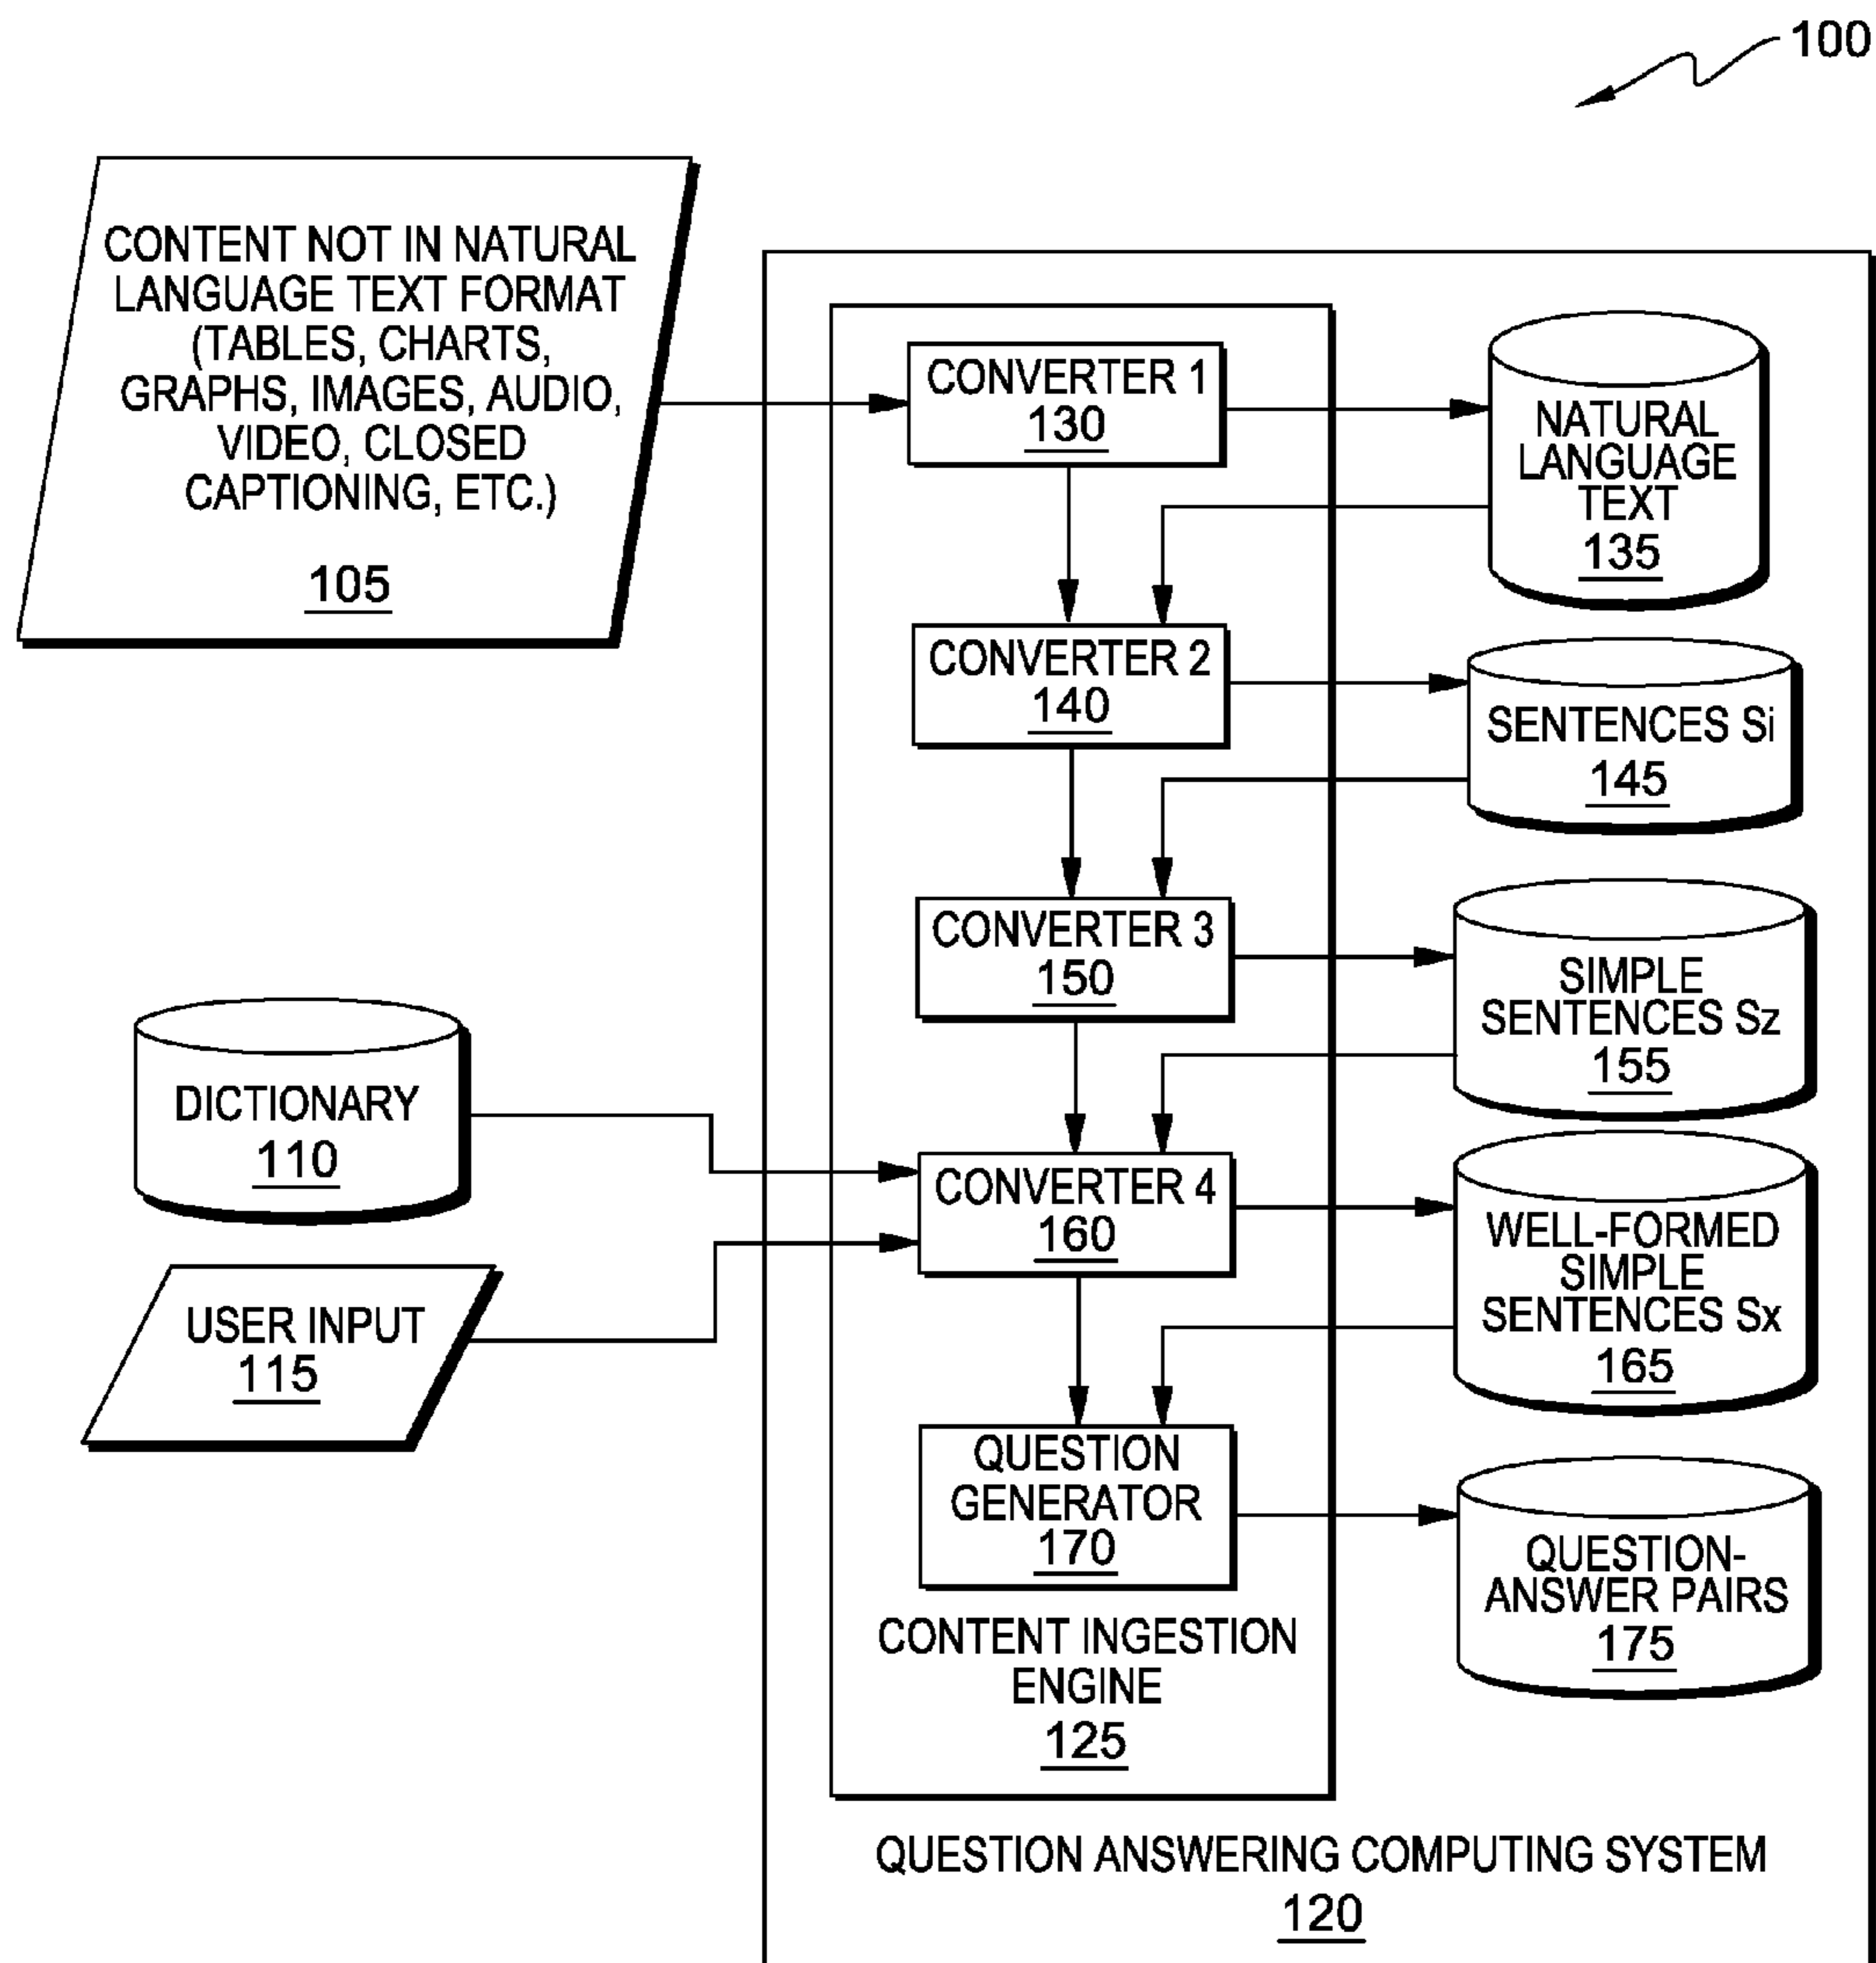 100
CONTENT NOT IN NATURAL
LANGUAGE TEXT FORMAT
(TABLES, CHARTS,
GRAPHS, IMAGES, AUDIO,
VIDEO, CLOSED
CAPTIONING, ETC.)
105
CONVERTER 1
130
NATURAL
LANGUAGE
TEXT
135
CONVERTER 2
140
SENTENCES Si
145
CONVERTER 3
150
SIMPLE
SENTENCES Sz
155
DICTIONARY
110
CONVERTER 4
160
WELL-FORMED
SIMPLE
SENTENCES Sx
165
USER INPUT
115
QUESTION
GENERATOR
170
QUESTION-
ANSWER PAIRS
175
CONTENT INGESTION
ENGINE
125
QUESTION ANSWERING COMPUTING SYSTEM
120